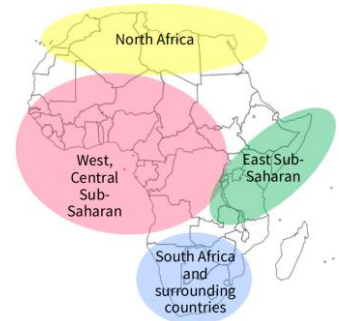 North Africa
West,
Central
Sub-
Saharan
East Sub-
Saharan
South Africa
and
surrounding
countries